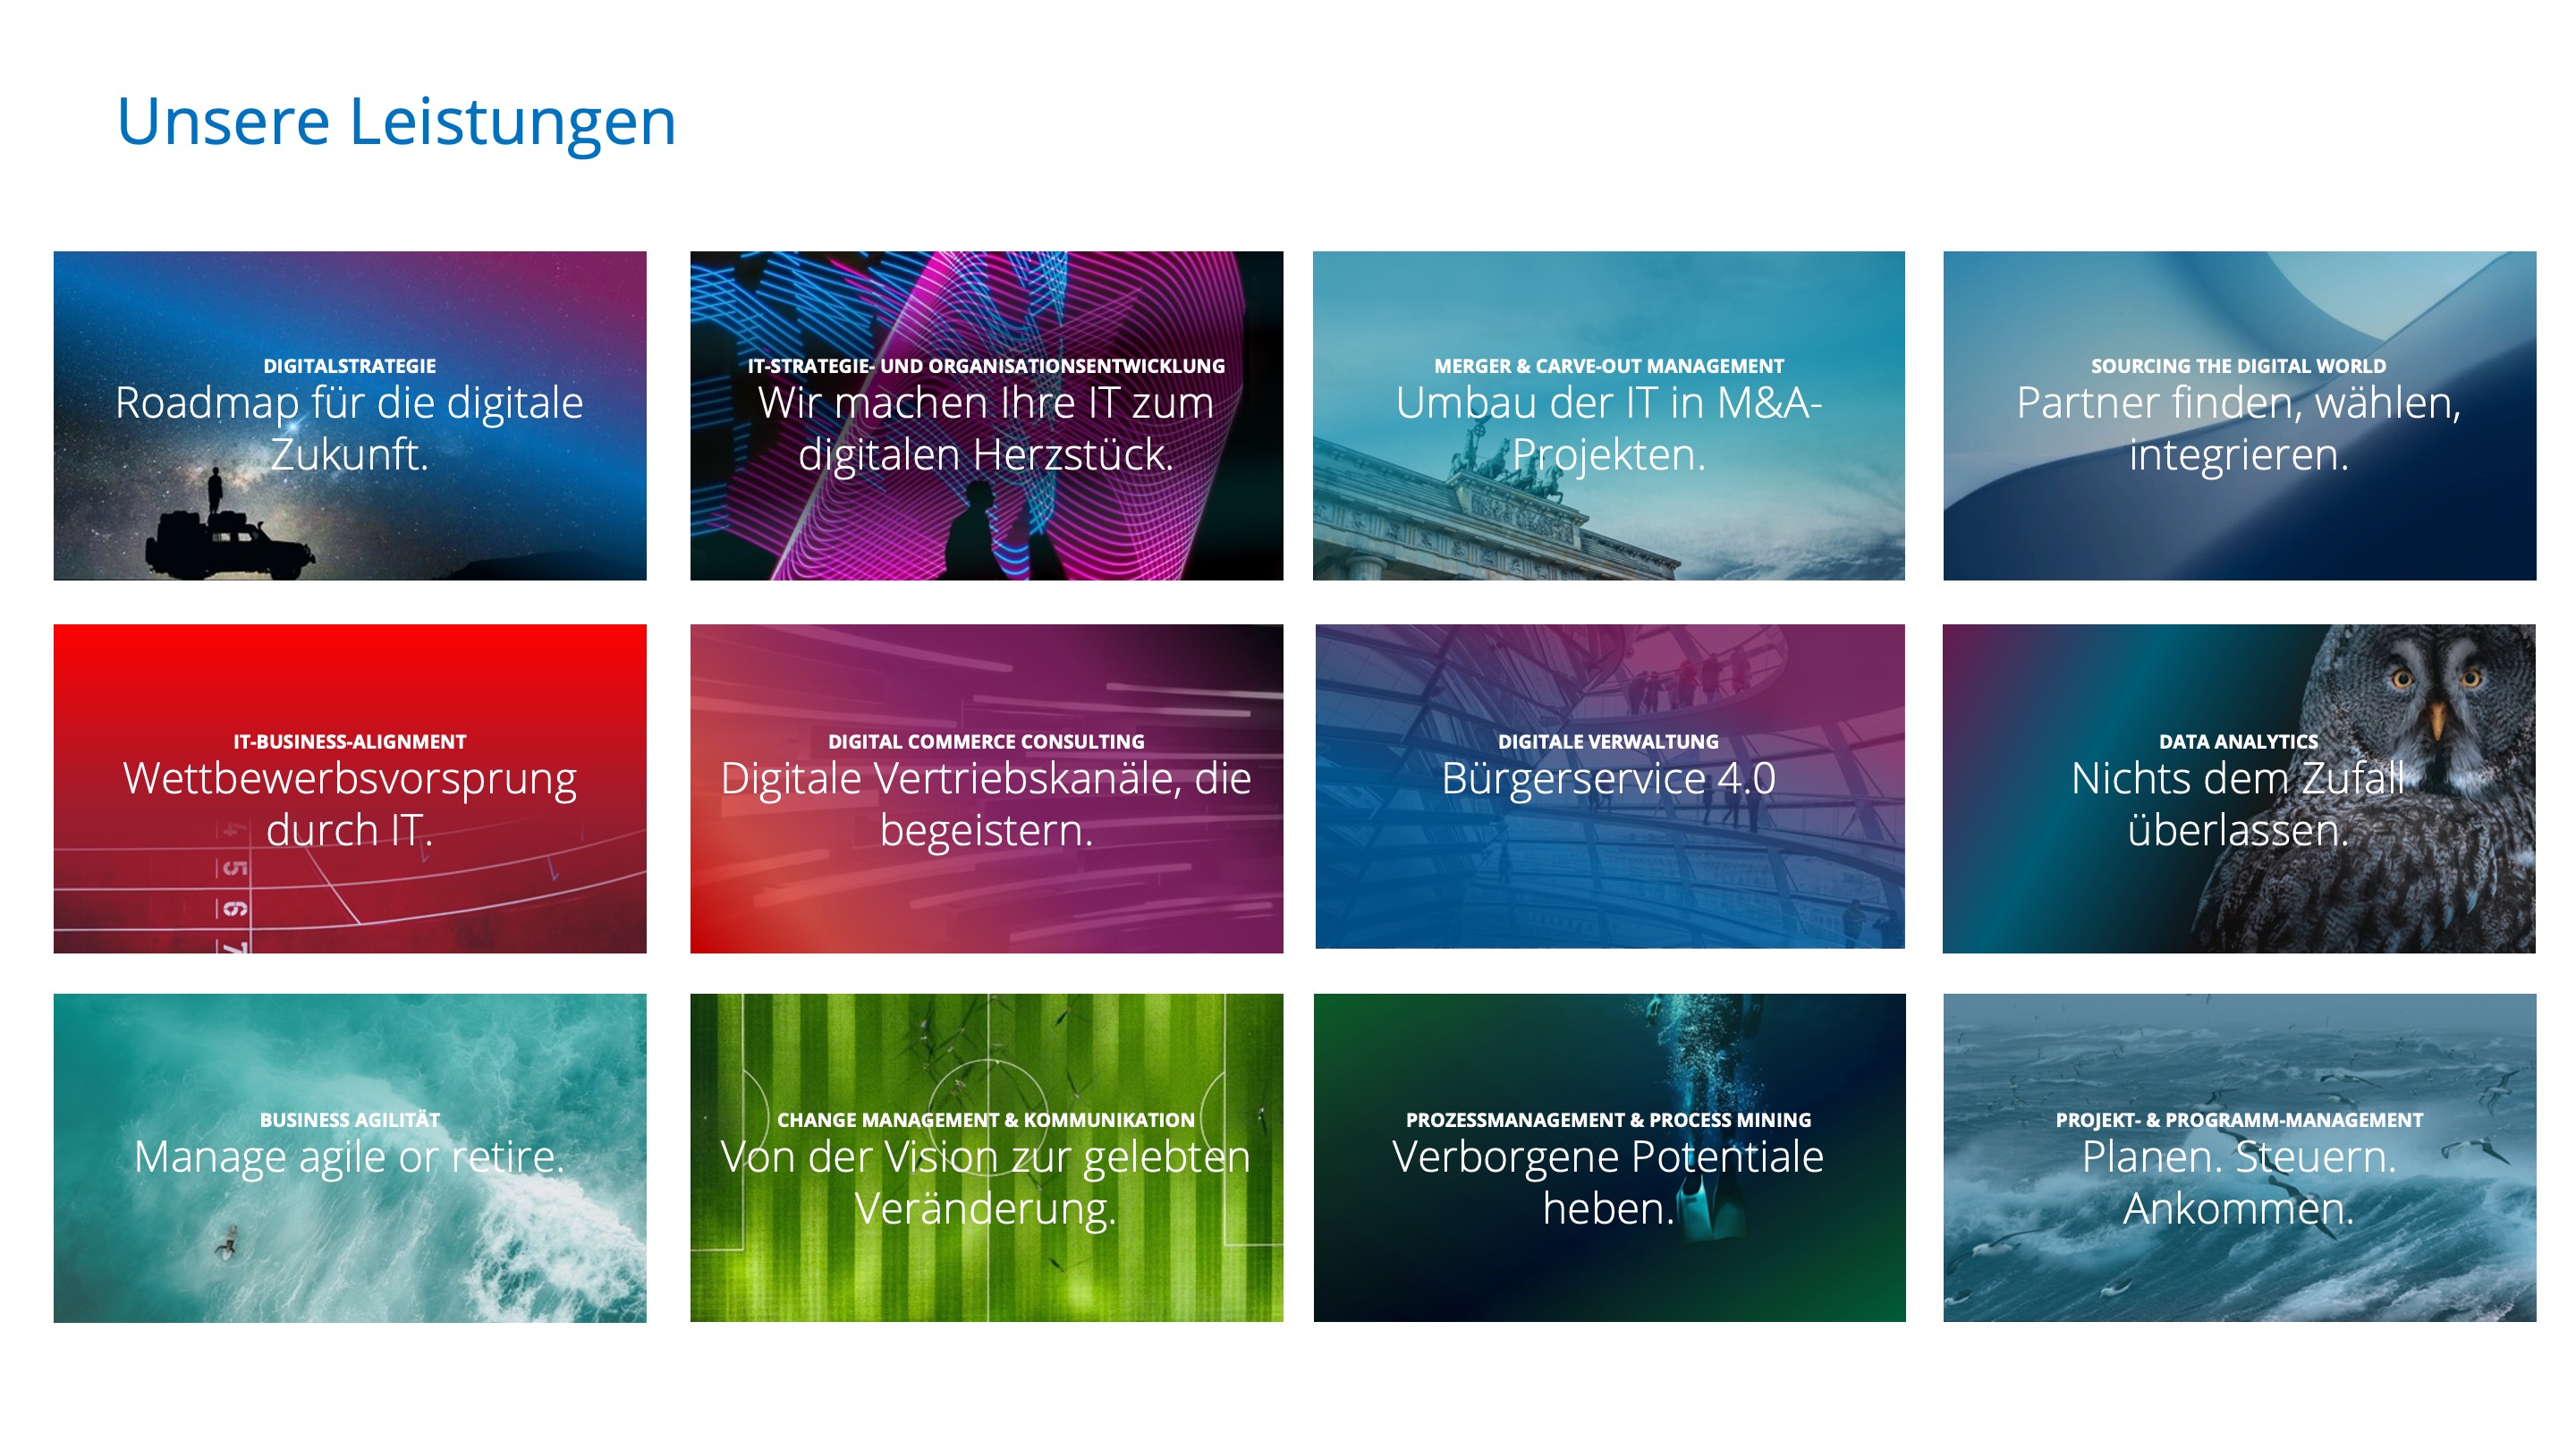 Unsere Leistungen
DIGITALSTRATEGIE
Roadmap für die digitale
Zukunft.
IT-STRATEGIE- UND ORGANISATIONSENTWICKLUNG
Wir machen Ihre IT zum
digitalen Herzstück.
MERGER & CARVE-OUT MANAGEMENT
Umbau der IT in M&A-
Projekten.
SOURCING THE DIGITAL WORLD
Partner finden, wählen,
integrieren.
IT-BUSINESS-ALIGNMENT
Wettbewerbsvorsprung
durch IT.
4
5
6
7
DIGITAL COMMERCE CONSULTING
Digitale Vertriebskanäle, die
begeistern.
DIGITALE VERWALTUNG
Bürgerservice 4.0
DATA ANALYTICS
Nichts dem Zufall
überlassen.
BUSINESS AGILITÄT
Manage agile or retire.
CHANGE MANAGEMENT & KOMMUNIKATION
Von der Vision zur gelebten
Veränderung.
PROZESSMANAGEMENT & PROCESS MINING
Verborgene Potentiale
heben.
PROJEKT- & PROGRAMM-MANAGEMENT
Planen. Steuern.
Ankommen.